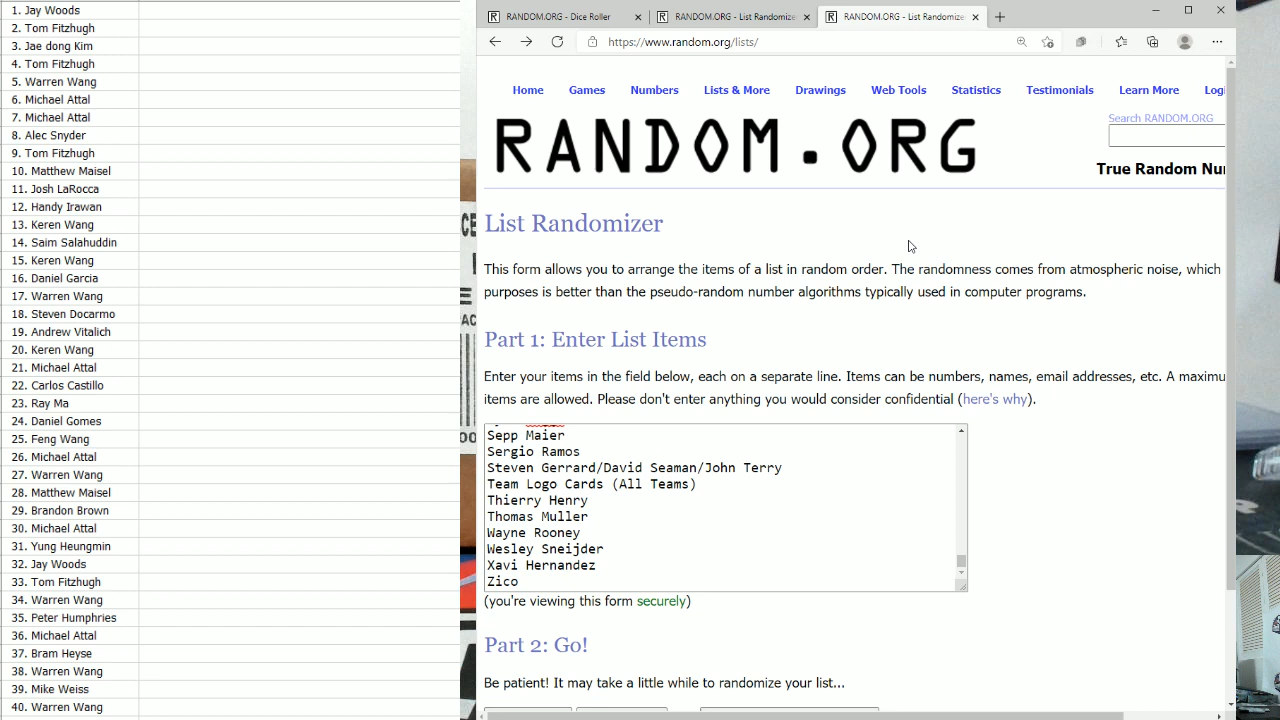 1. Jay Woods
2. Tom Fitzhugh
3. Jae dong Kim
4. Tom Fitzhugh
5. Warren Wang
6. Michael Attal
7. Michael Attal
8. Alec Snyder
9. Tom Fitzhugh
10. Matthew Maisel
11. Josh LaRocca
12. Handy Irawan
13. Keren Wang
14. Saim Salahuddin
15. Keren Wang
16. Daniel Garcia
17. Warren Wang
18. Steven Docarmo
19. Andrew Vitalich
20. Keren Wang
21. Michael Attal
22. Carlos Castillo
23. Ray Ma
24. Daniel Gomes
25. Feng Wang
26. Michael Attal
27. Warren Wang
28. Matthew Maisel
29. Brandon Brown
30. Michael Attal
31. Yung Heungmin
32. Jay Woods
33. Tom Fitzhugh
34. Warren Wang
35. Peter Humphries
36. Michael Attal
37. Bram Heyse
38. Warren Wang
39. Mike Weiss
40. Warren Wang
RANDOM.ORG - Dice Roller
RANDOM.ORG - List Randomize
RANDOM.ORG - List Randomize
https://www.random.org/lists/
Home Games Numbers Lists & More Drawings Web Tools Statistics Testimonials Learn More Logi
Search RANDOM.ORG
RANDOM.ORG
True Random Nu
List Randomizer
This form allows you to arrange the items of a list in random order. The randomness comes from atmospheric noise, which
purposes is better than the pseudo-random number algorithms typically used in computer programs.
Part 1: Enter List Items
Enter your items in the field below, each on a separate line. Items can be numbers, names, email addresses, etc. A maximu
items are allowed. Please don't enter anything you would consider confidential (here's why).
Sepp Maier
Sergio Ramos
Steven Gerrard/David Seaman/John Terry
Team Logo Cards (All Teams)
Thierry Henry
Thomas Muller
Wayne Rooney
Wesley Sneijder
Xavi Hernandez
Zico
(you're viewing this form securely)
Part 2: Go!
Be patient! It may take a little while to randomize your list...